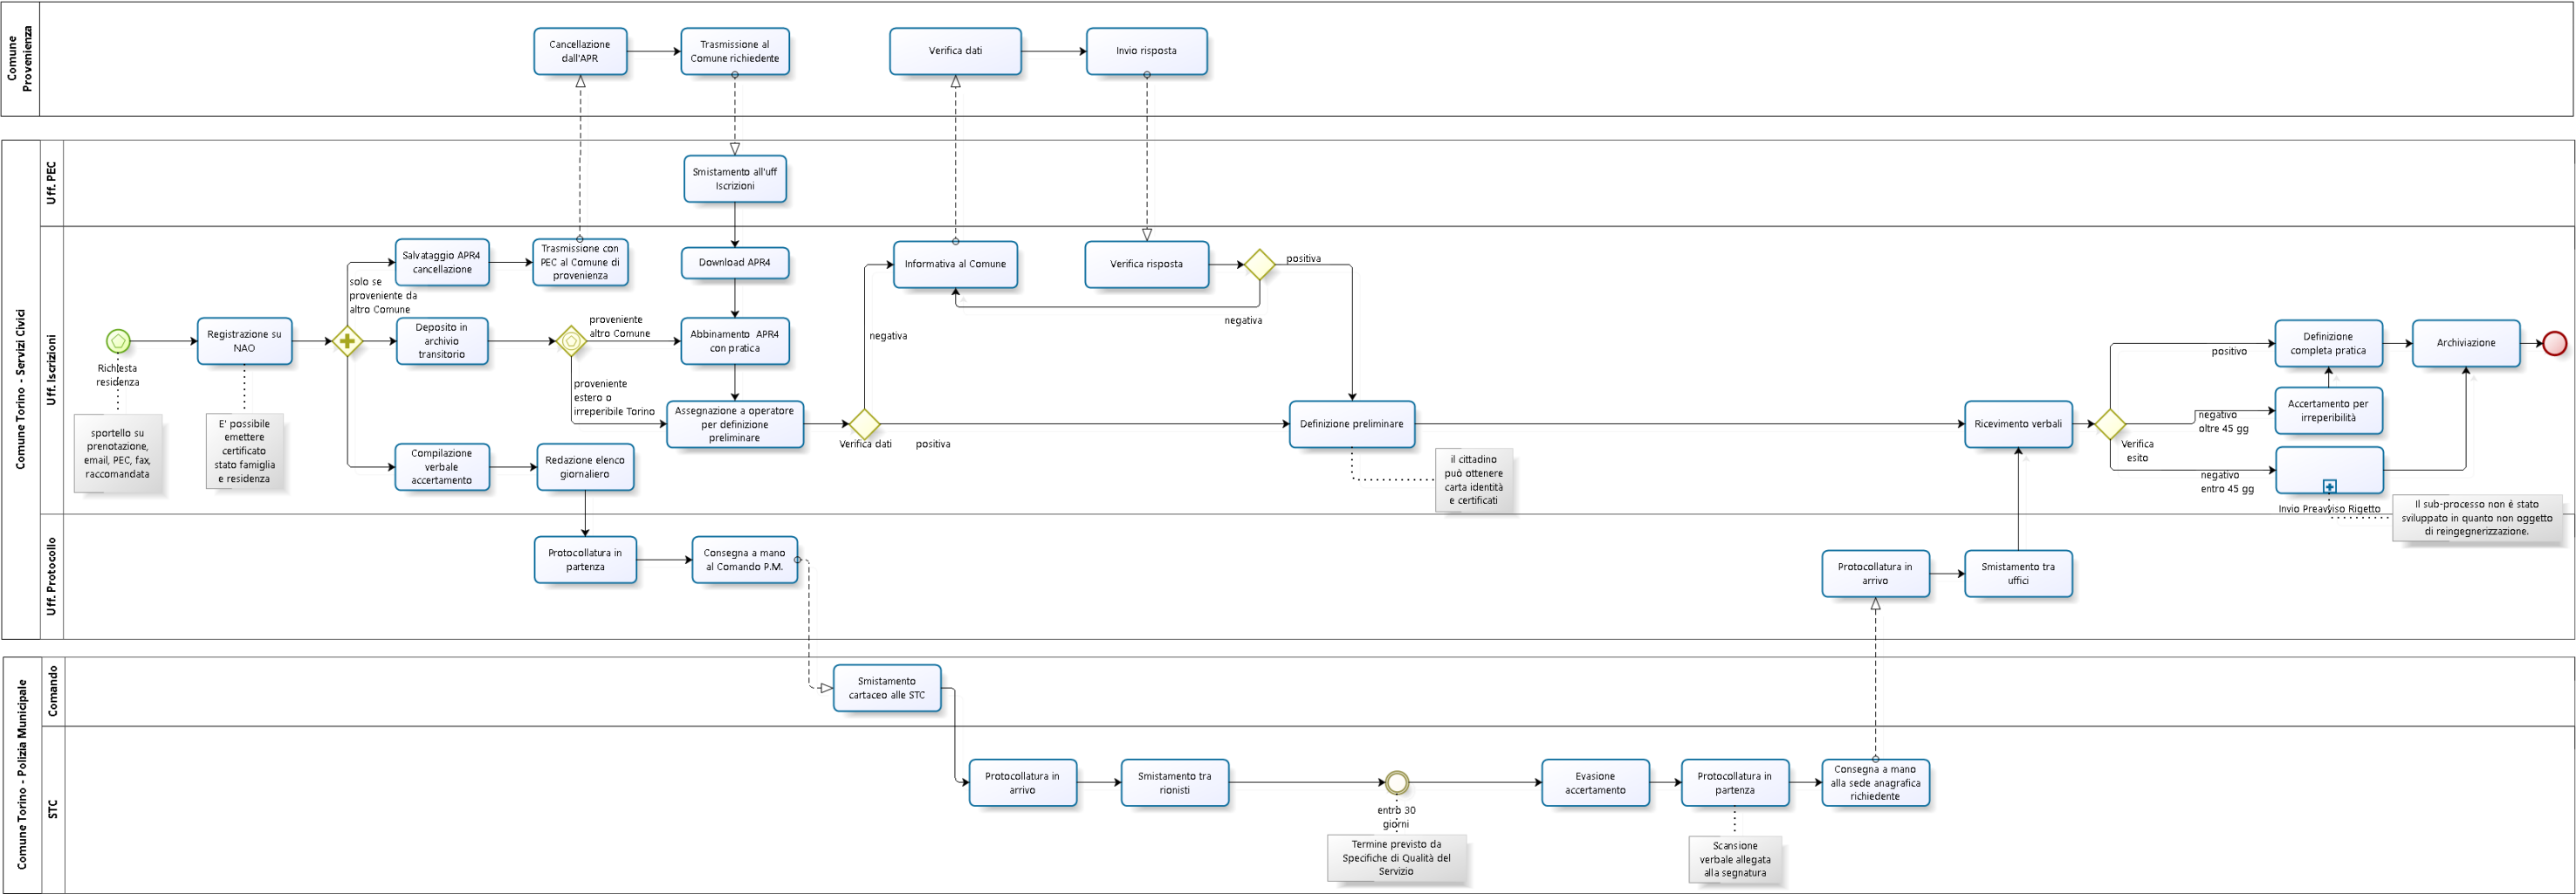 Comune
Provenienza
Cancellazione
dall'APR
Trasmissione al
Comune richiedente
Verifica dati
Invio risposta
Comune Torino - Servizi Civici
Uff. PEC
Smistamento all'uff
Iscrizioni
Uff. Iscrizioni
Richiesta
residenza
sportello su
prenotazione,
email, PEC, fax,
raccomandata
Registrazione su
NAO
E' possibile
emettere
certificato
stato famiglia
e residenza
solo se
proveniente da
altro Comune
Salvataggio APR4
cancellazione
Trasmissione con
PEC al Comune di
provenienza
Deposito in
archivio
transitorio
proveniente
altro Comune
proveniente
estero o
irreperibile Torino
Compilazione
verbale
accertamento
Redazione elenco
giornaliero
Download APR4
Abbinamento APR4
con pratica
Assegnazione a operatore
per definizione
preliminare
Verifica dati
negativa
positiva
Informativa al Comune
Verifica risposta
positiva
negativa
Definizione preliminare
il cittadino
può ottenere
carta identità
e certificati
Ricevimento verbali
Verifica
esito
positivo
negativo
oltre 45 gg
negativo
entro 45 gg
Definizione
completa pratica
Archiviazione
Accertamento per
irreperibilità
Invio Preavviso Rigetto
Il sub-processo non é stato
sviluppato in quanto non oggetto
di reingegnerizzazione.
Uff. Protocollo
Protocollatura in
partenza
Consegna a mano
al Comando P.M.
Protocollatura in
arrivo
Smistamento tra
uffici
Comune Torino - Polizia Municipale
Comando
Smistamento
cartaceo alle STC
STC
Protocollatura in
arrivo
Smistamento tra
rionisti
entro 30
giorni
Termine previsto da
Specifiche di Qualità del
Servizio
Evasione
accertamento
Protocollatura in
partenza
Scansione
verbale allegata
alla segnatura
Consegna a mano
alla sede anagrafica
richiedente